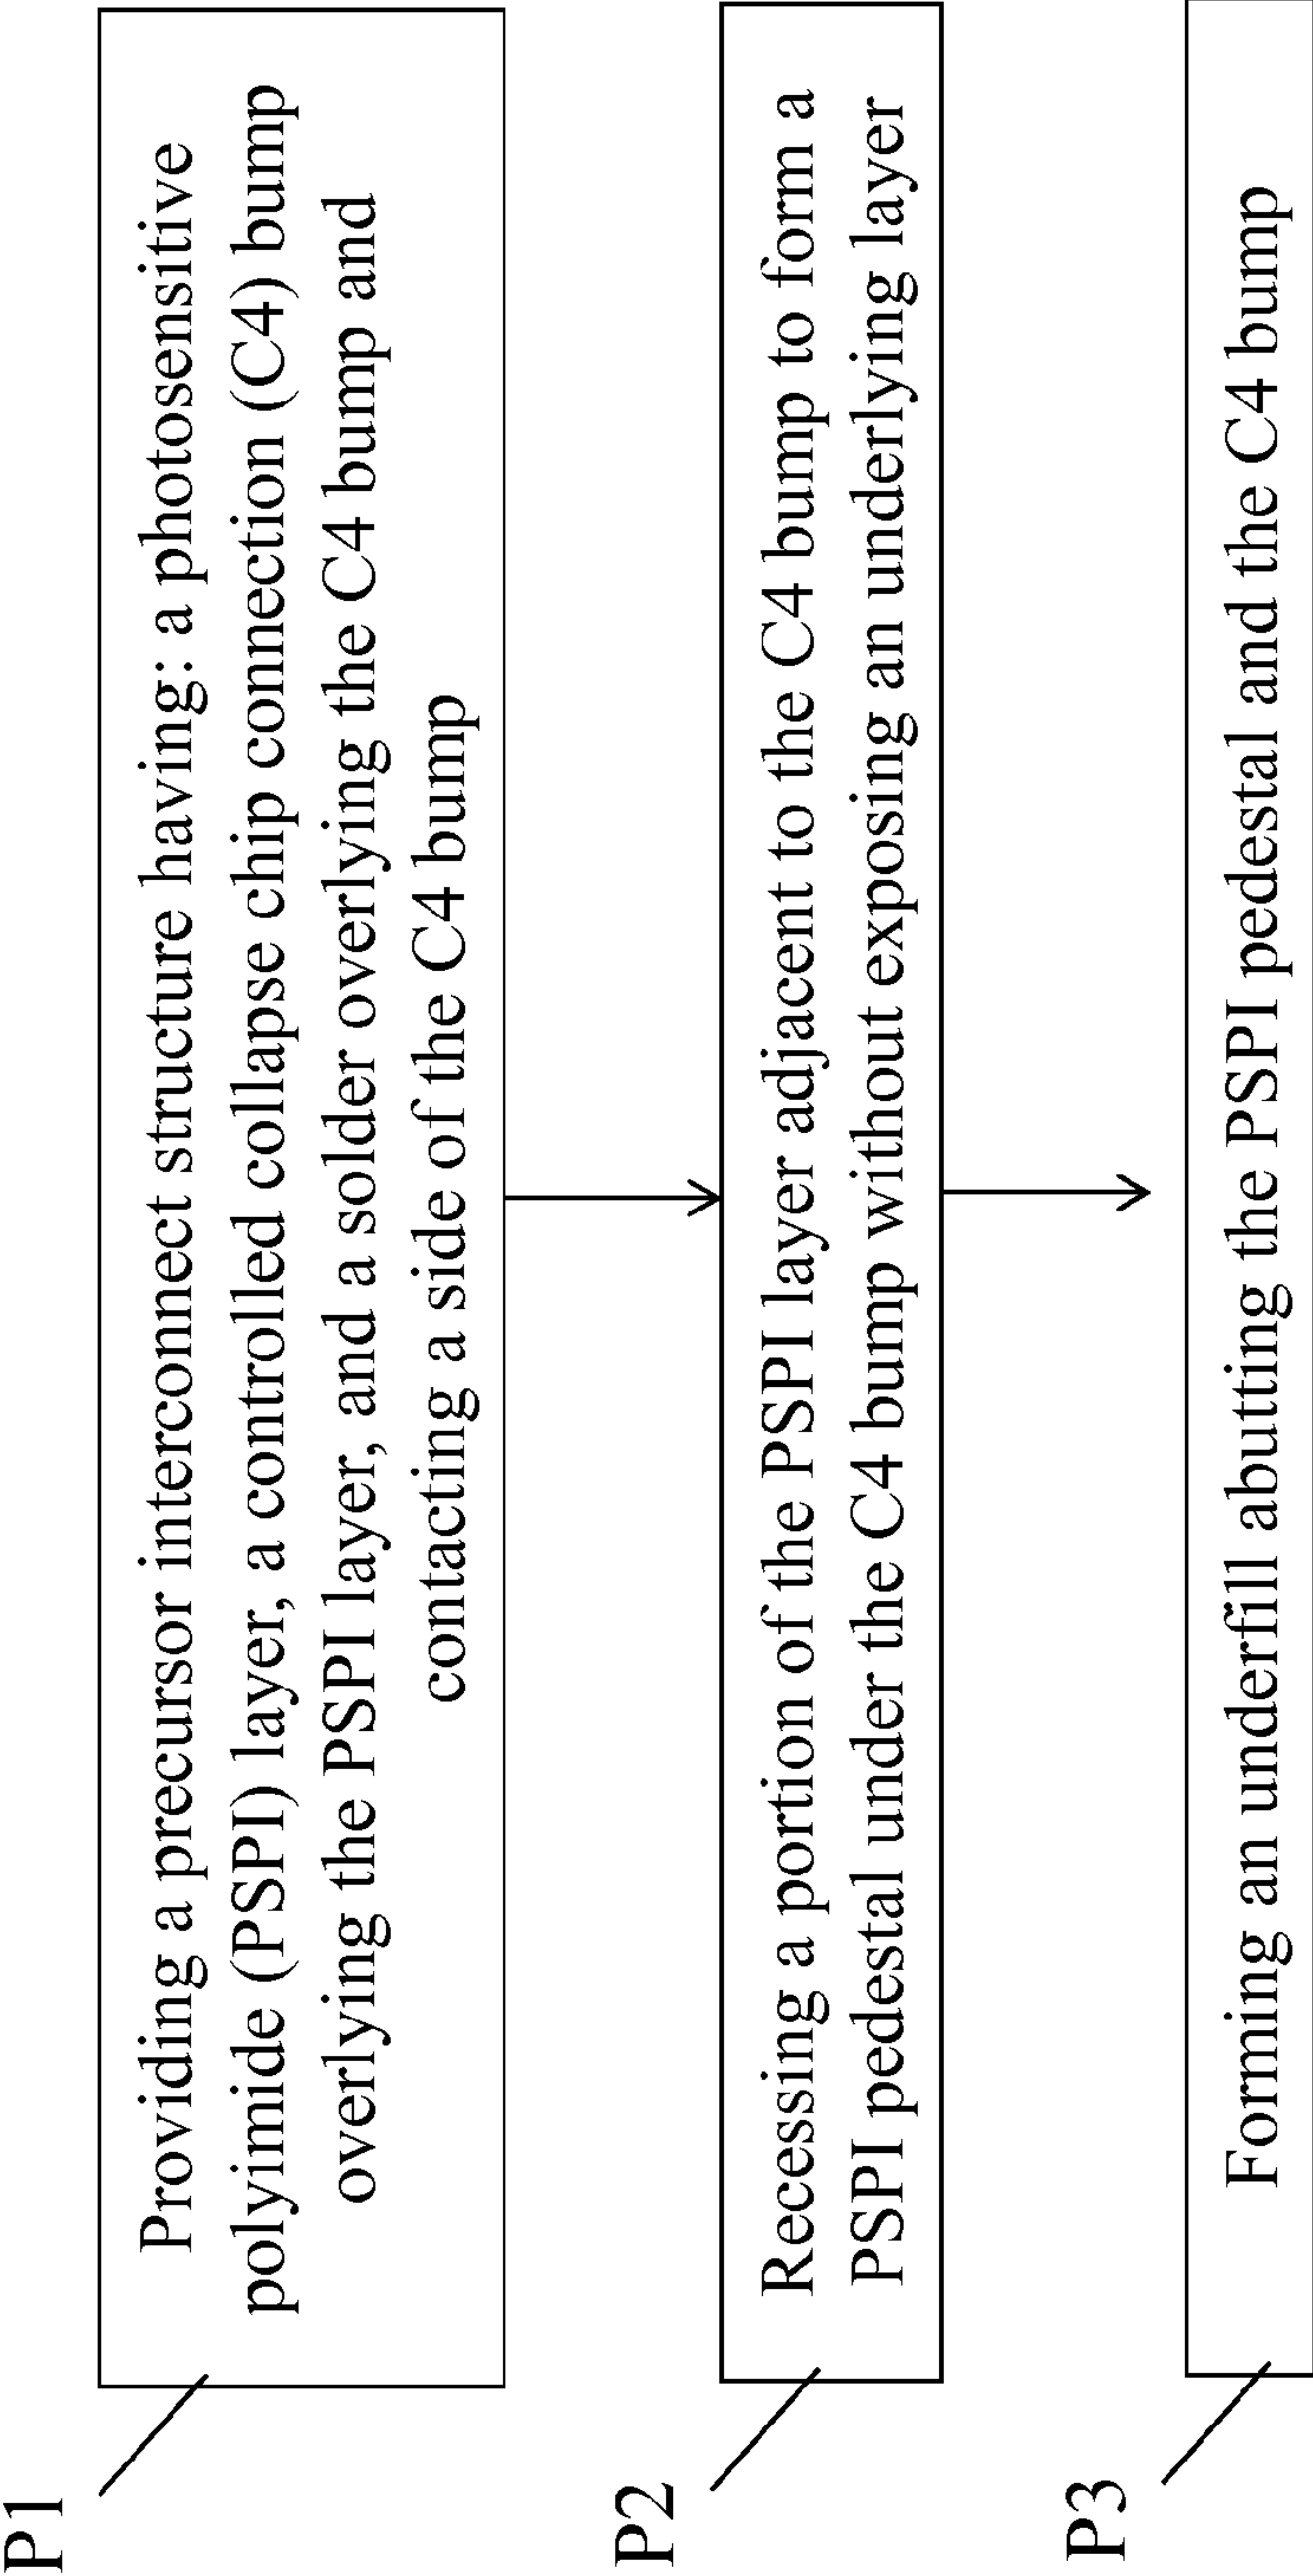 P1
Providing a precursor interconnect structure having: a photosensitive
polyimide (PSPI) layer, a controlled collapse chip connection (C4) bump
overlying the PSPI layer, and a solder overlying the C4 bump and
contacting a side of the C4 bump
P2
Recessing a portion of the PSPI layer adjacent to the C4 bump to form a
PSPI pedestal under the C4 bump without exposing an underlying layer
P3
Forming an underfill abutting the PSPI pedestal and the C4 bump